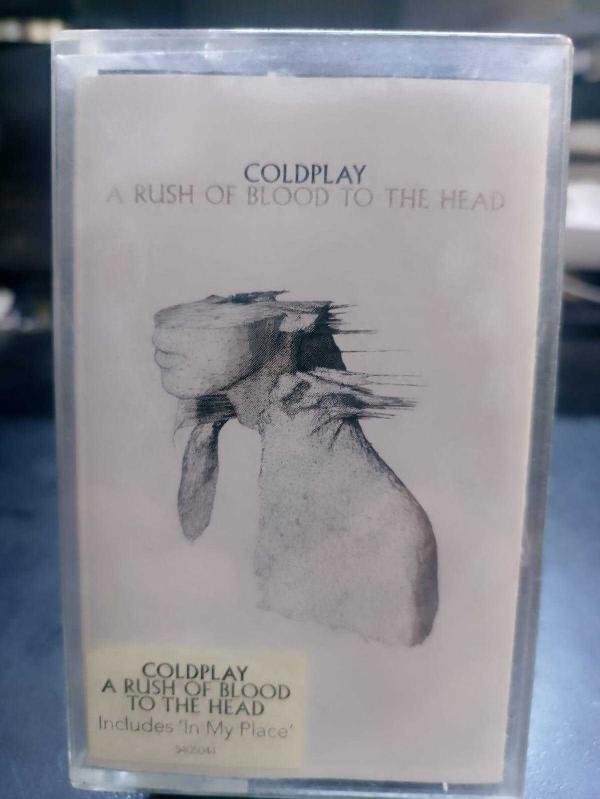 COLDPLAY
A RUSH OF BLOOD TO THE HEAD
COLDPLAY
A RUSH OF BLOOD
TO THE HEAD
Includes 'In My Place'